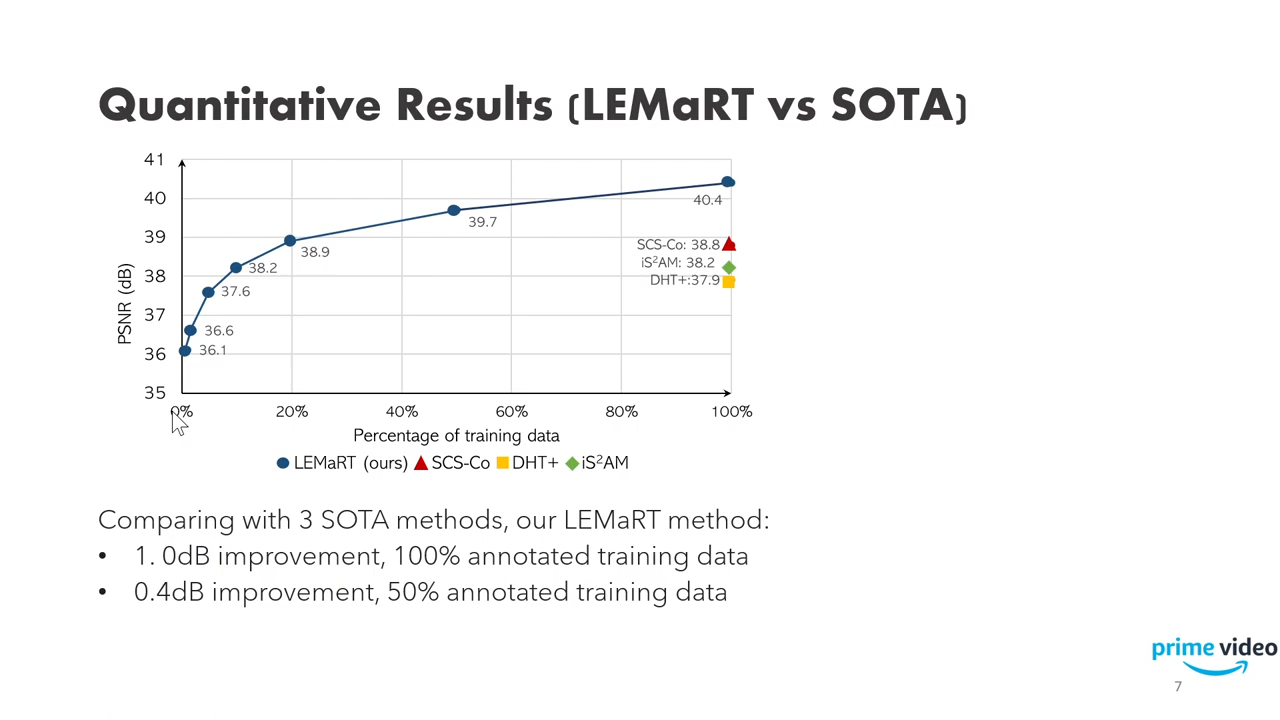 Quantitative Results (LEMaRT vs SOTA)
41
40
39
38
37
36
35
PSNR (dB)
40.4
39.7
38.9
38.2
37.6
36.6
36.1
SCS-Co: 38.8
iS²AM: 38.2
DHT+:37.9
0% 20% 40% 60% 80% 100%
Percentage of training data
LEMaRT (ours) SCS-Co DHT+ iS²AM
Comparing with 3 SOTA methods, our LEMaRT method:
• 1. 0dB improvement, 100% annotated training data
• 0.4dB improvement, 50% annotated training data
prime video
7